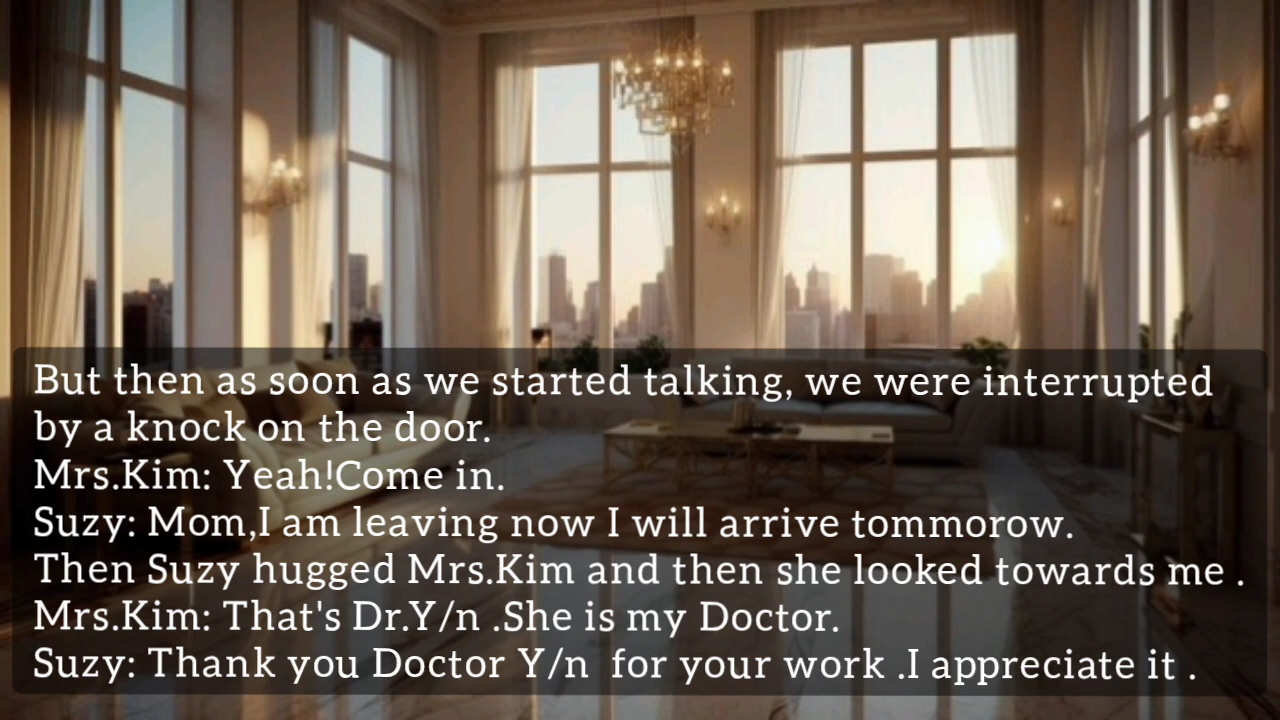 But then as soon as we started talking, we were interrupted
by a knock on the door.
Mrs.Kim: Yeah!Come in.
Suzy: Mom,I am leaving now I will arrive tommorow.
Then Suzy hugged Mrs.Kim and then she looked towards me .
Mrs.Kim: That's Dr.Y/n .She is my Doctor.
Suzy: Thank you Doctor Y/n  for your work .I appreciate it .